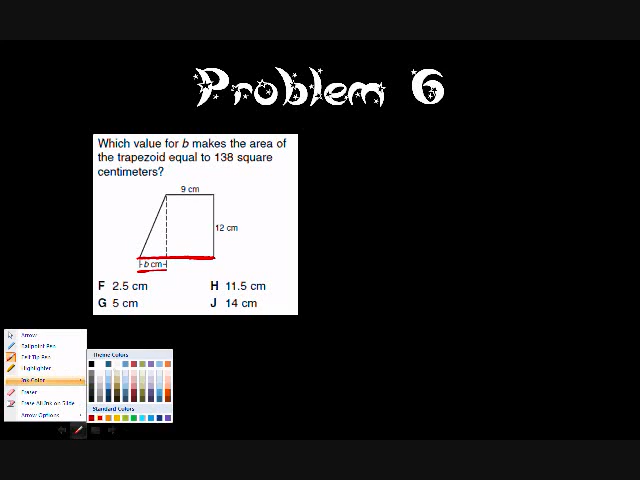 Problem 6
Which value for b makes the area of
the trapezoid equal to 138 square
centimeters?
9 cm
12 cm
b cm
F 2.5 cm
H 11.5 cm
G 5 cm
J 14 cm
Arrow
Ballpoint Pen
Felt Tip Pen
Highlighter
Ink Color
Eraser
Erase All Ink on Slide
Arrow Options
Theme Colors
Standard Colors